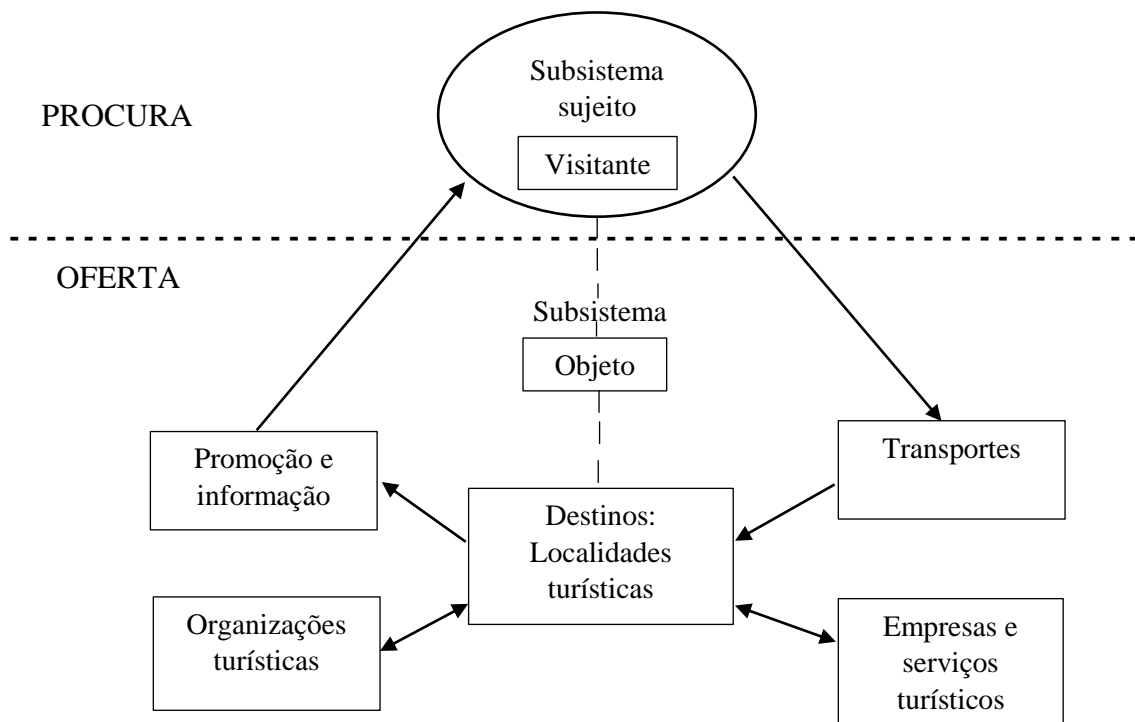 Subsistema
sujeito
PROCURA
Visitante
OFERTA
Subsistema
Objeto
Promoção e
informação
Transportes
Destinos:
Localidades
turísticas
Organizações
turísticas
Empresas e
serviços
turísticos